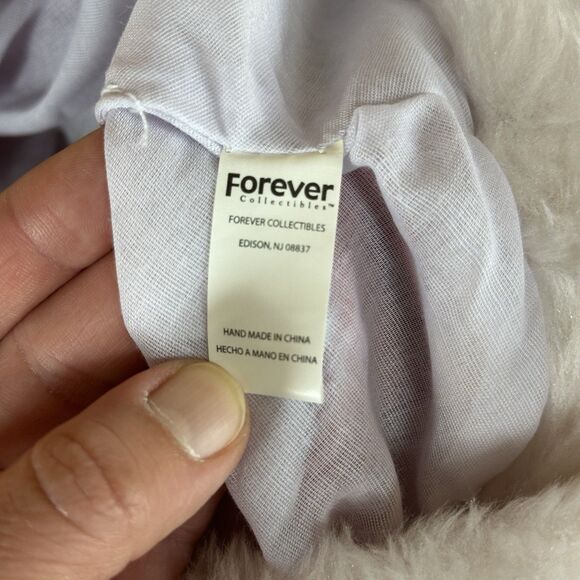 Forever
Collectibles™
FOREVER COLLECTIBLES
EDISON, NJ 08837
HAND MADE IN CHINA
HECHO A MANO EN CHINA